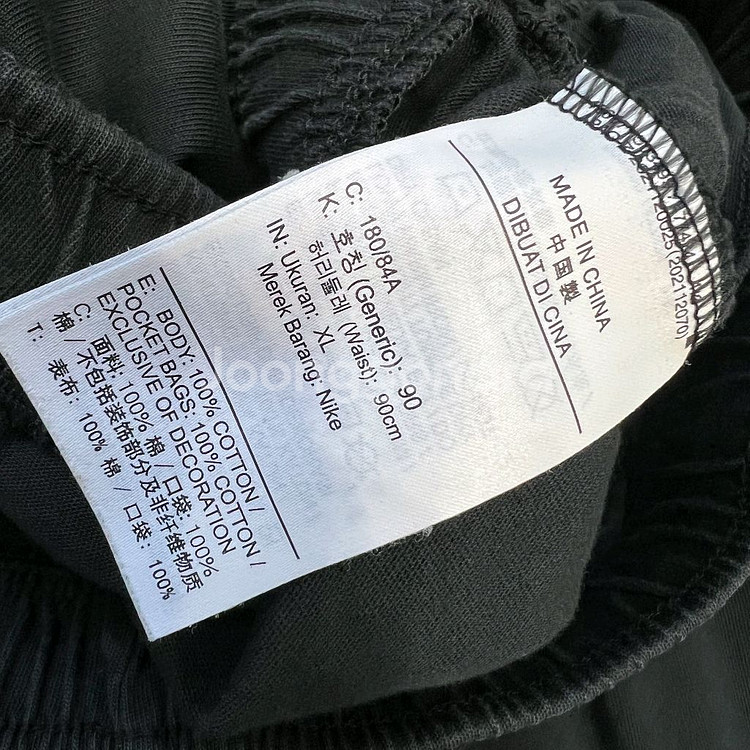 MADE IN CHINA
中国製
DIBUAT DI CINA
C: 180/84A
K: 호칭 (Generic): 90
허리둘레 (Waist): 90cm
IN: Ukuran: XL
Merek Barang: Nike
E: BODY: 100% COTTON /
POCKET BAGS: 100% COTTON /
EXCLUSIVE OF DECORATION
C: 面料: 100% 棉 / 口袋: 100%
棉 / 不包括装饰部分及非纤维物质
T: 表布: 100% 棉 / 口袋: 100%